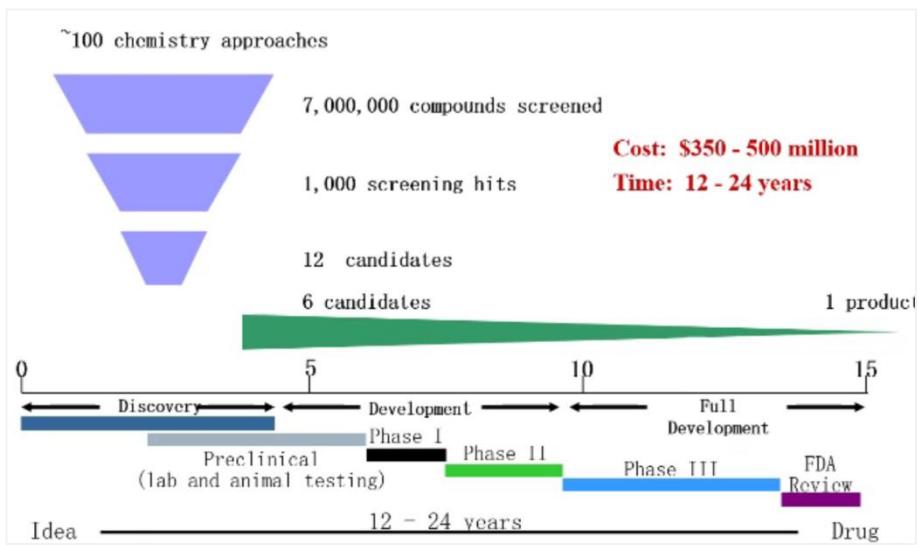 ~100 chemistry approaches
7,000,000 compounds screened
Cost: $350 - 500 million
1,000 screening hits
Time: 12 - 24 years
12 candidates
6 candidates
1 product
0
5
10
15
Discovery
Development
Full
Development
Preclinical
(lab and animal testing)
Phase I
Phase II
Phase III
FDA
Review
Idea
12 - 24 years
Drug